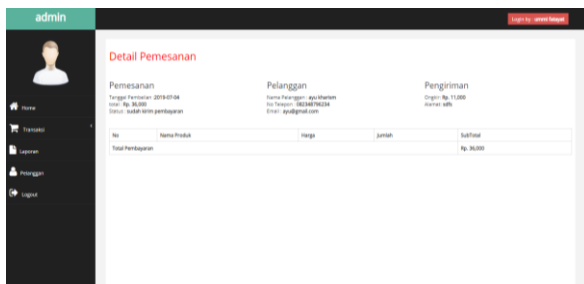 admin
Login by : ummi faiqot
Detail Pemesanan
Home
Transaksi
Laporan
Pelanggan
Logout
Pemesanan
Tanggal Pembelian 2019-07-04
total : Rp. 36,000
Status : sudah kirim pembayaran
Pelanggan
Nama Pelanggan : ayu kharism
No Telepon : 082348796234
Email : ayu@gmail.com
Pengiriman
Ongkir: Rp. 11,000
Alamat: sdfs
No Nama Produk Harga Jumlah SubTotal
Total Pembayaran Rp. 36,000